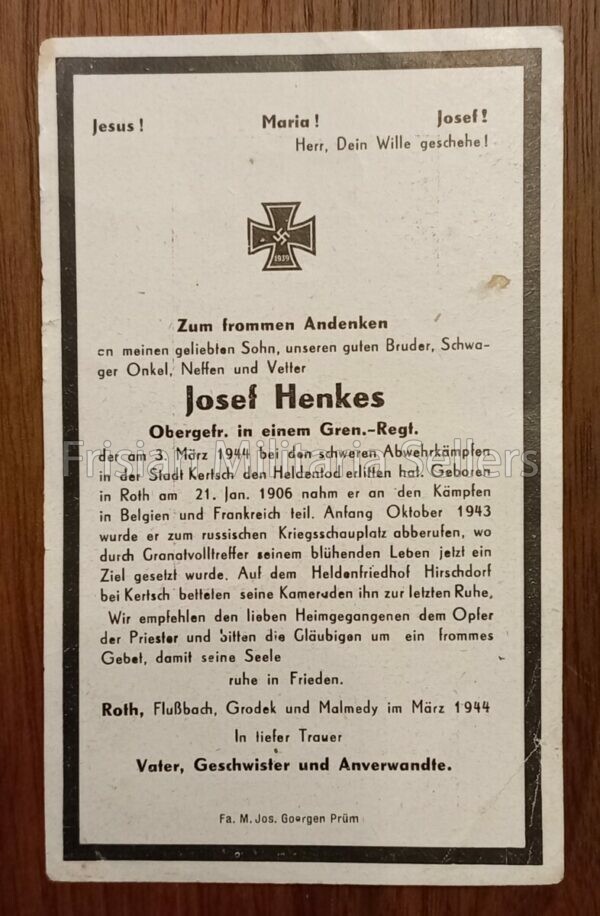 Jesus! Maria! Josef!
Herr, Dein Wille geschehe!
1939
Zum frommen Andenken
en meinen geliebten Sohn, unseren guten Bruder, Schwa-
ger Onkel, Neffen und Vetter
Josef Henkes
Obergefr. in einem Gren.-Regt.
der am 3. März 1944 bei den schweren Abwehrkämpfen
in der Stadt Kertsch den Heldentod erlitten hat. Geboren
in Roth am 21. Jan. 1906 nahm er an den Kämpfen
in Belgien und Frankreich teil. Anfang Oktober 1943
wurde er zum russischen Kriegsschauplatz abberufen, wo
durch Granatvolltreffer seinem blühenden Leben jetzt ein
Ziel gesetzt wurde. Auf dem Heldenfriedhof Hirschdorf
bei Kertsch betteten seine Kameraden ihn zur letzten Ruhe,
Wir empfehlen den lieben Heimgegangenen dem Opfer
der Priester und bitten die Gläubigen um ein frommes
Gebet, damit seine Seele
ruhe in Frieden.
Roth, Flußbach, Grodek und Malmedy im März 1944
In tiefer Trauer
Vater, Geschwister und Anverwandte.
Fa. M. Jos. Goergen Prüm
Frisian Militaria Sellers